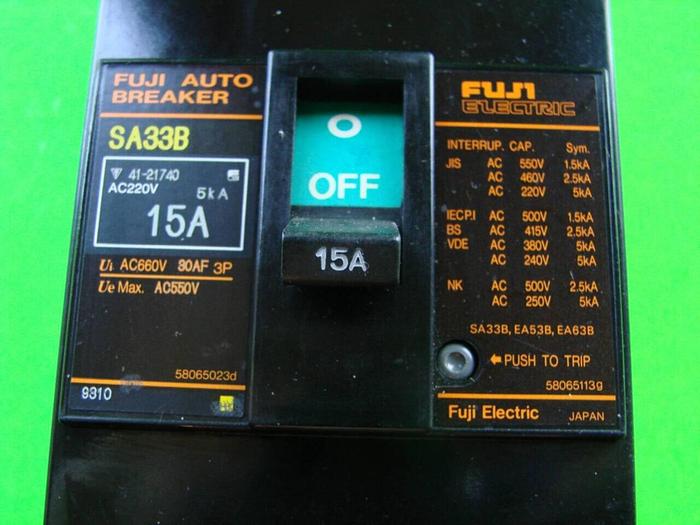 FUJI AUTO
BREAKER
SA33B
41-21740
AC220V 5kA
15A
Ui AC660V 30AF 3P
Ue Max. AC550V
58065023d
9310
O
OFF
15A
FUJI
ELECTRIC
INTERRUP. CAP. Sym.
JIS AC 550V 1.5kA
AC 460V 2.5kA
AC 220V 5kA
IECP.I AC 500V 1.5kA
BS AC 415V 2.5kA
VDE AC 380V 5kA
AC 240V 5kA
NK AC 500V 2.5kA
AC 250V 5kA
SA33B, EA53B, EA63B
←PUSH TO TRIP
58065113g
Fuji Electric JAPAN